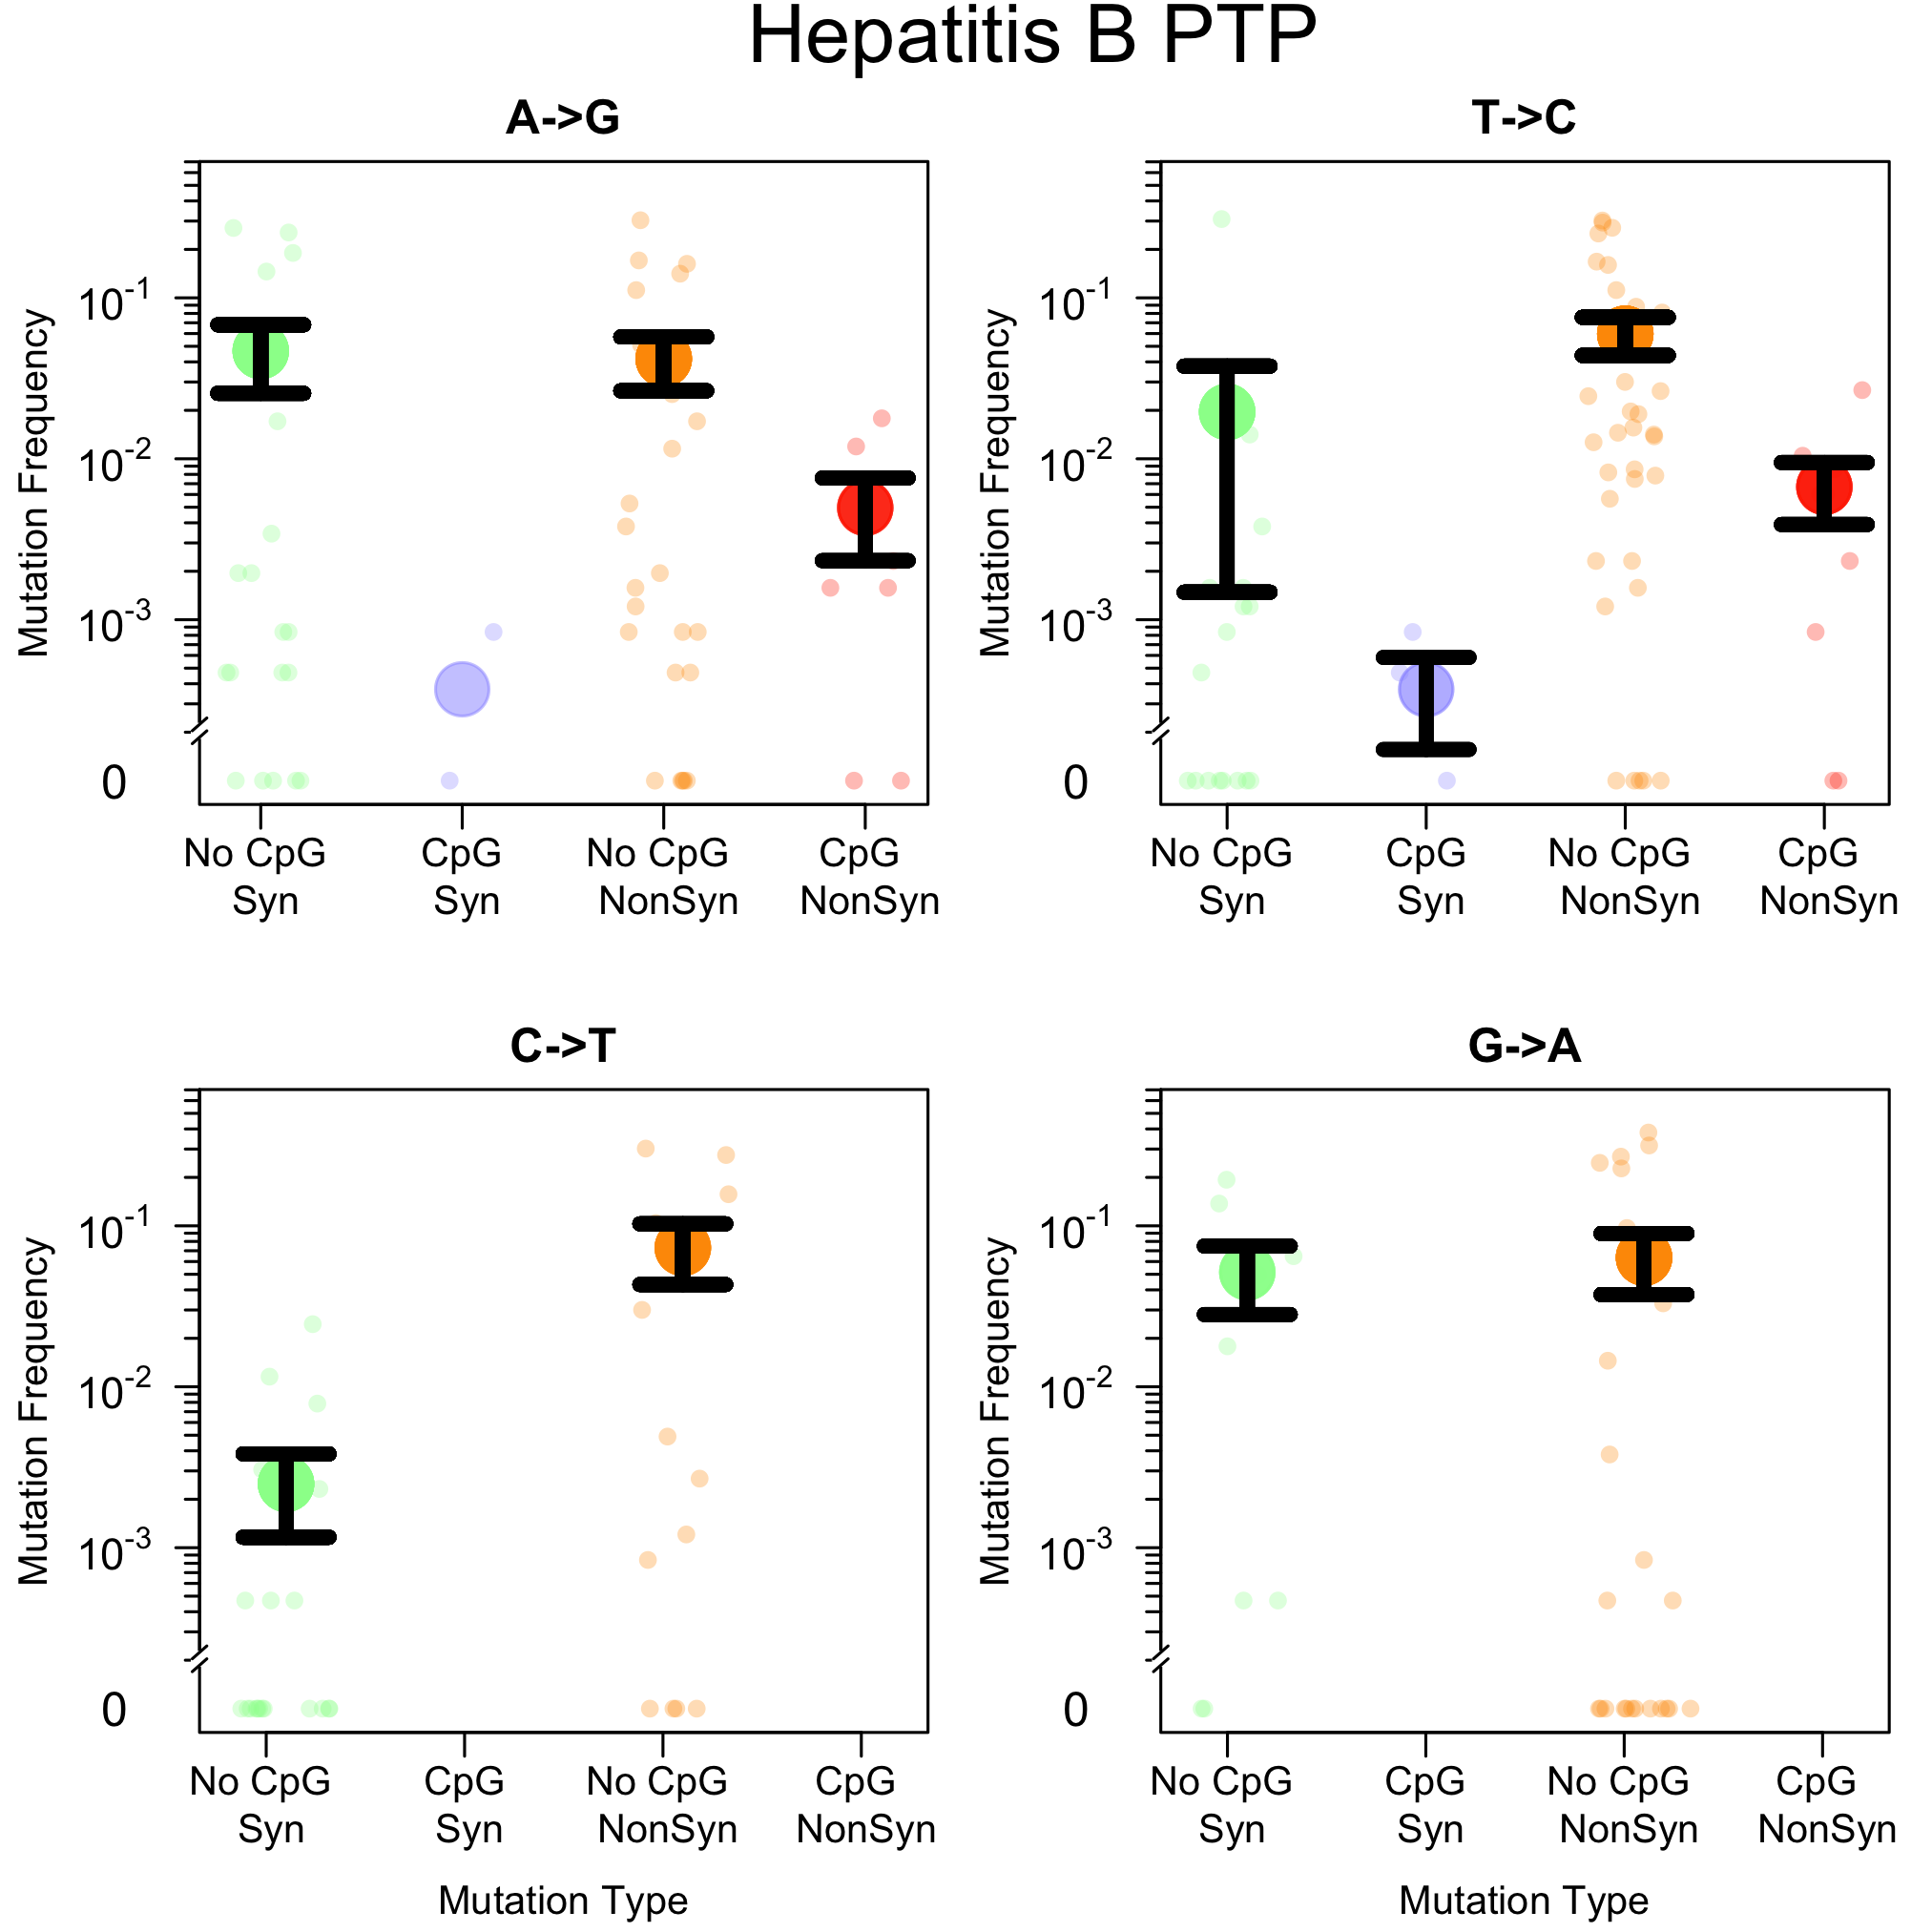 Hepatitis B PTP
A->G
Mutation Frequency
10^-1
10^-2
10^-3
0
No CpG CpG No CpG CpG
Syn Syn NonSyn NonSyn
T->C
Mutation Frequency
10^-1
10^-2
10^-3
0
No CpG CpG No CpG CpG
Syn Syn NonSyn NonSyn
C->T
Mutation Frequency
10^-1
10^-2
10^-3
0
No CpG CpG No CpG CpG
Syn Syn NonSyn NonSyn
Mutation Type
G->A
Mutation Frequency
10^-1
10^-2
10^-3
0
No CpG CpG No CpG CpG
Syn Syn NonSyn NonSyn
Mutation Type